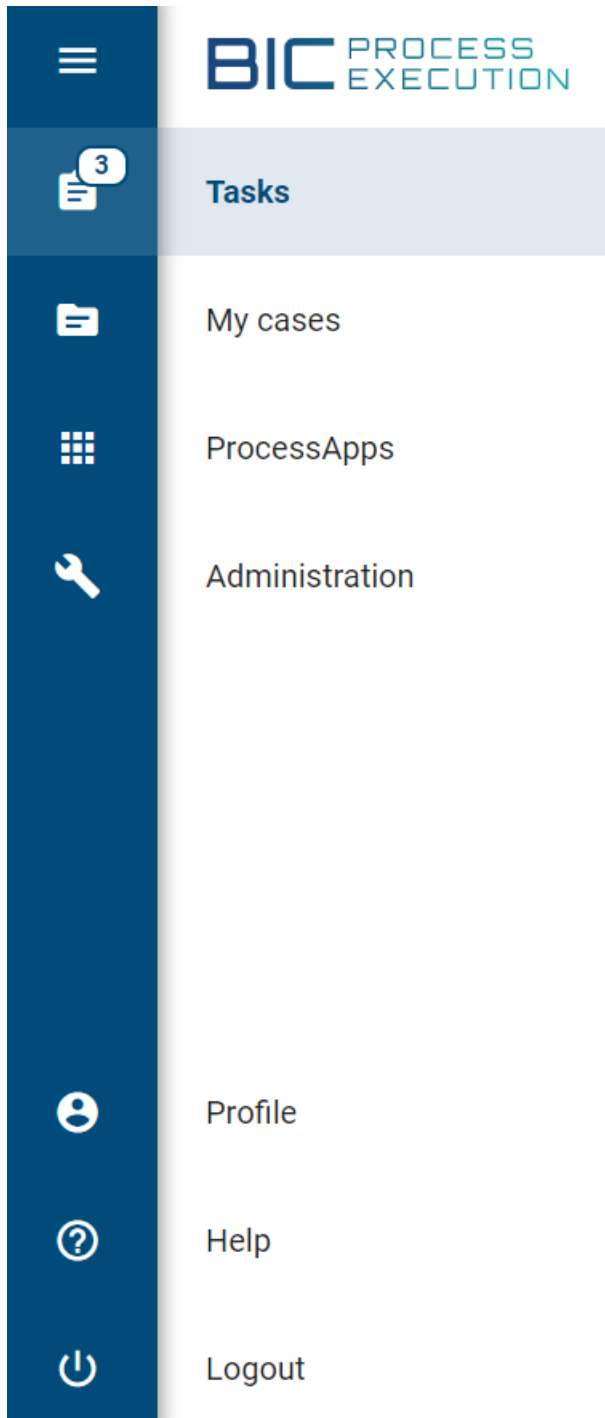 BIC PROCESS
EXECUTION
3
Tasks
My cases
ProcessApps
Administration
Profile
Help
Logout